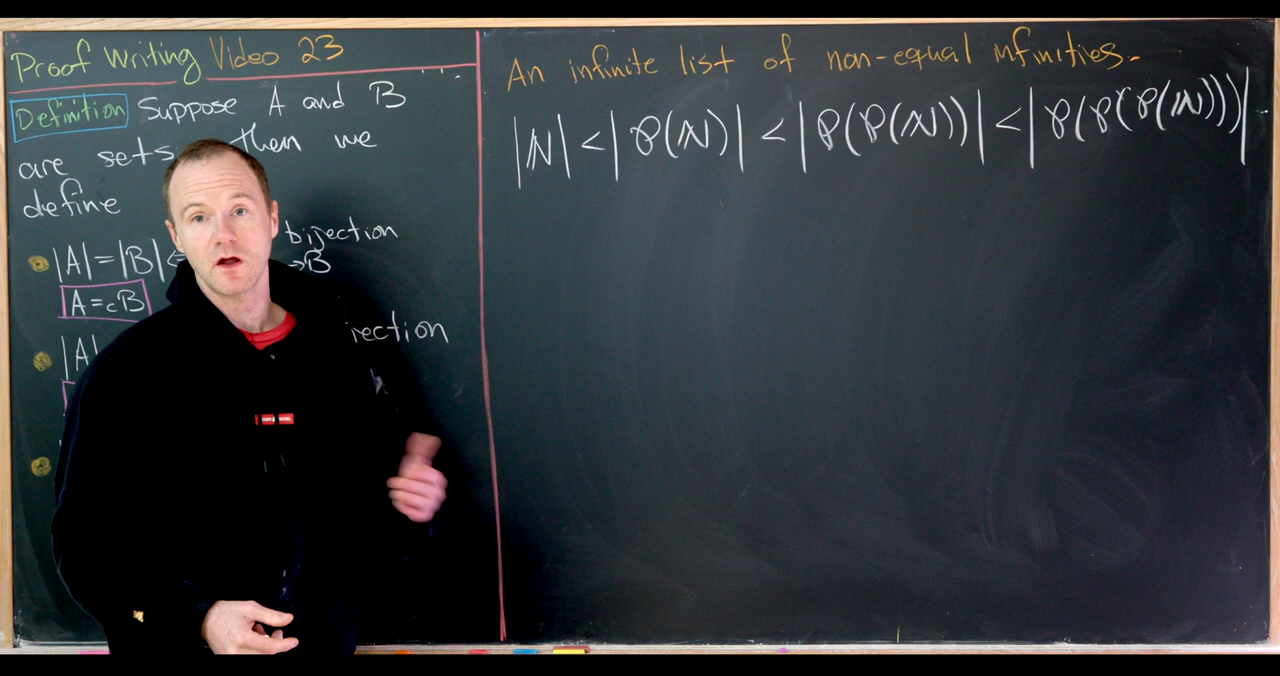 Proof Writing Video 23
Definition Suppose A and B
are sets. Then we
define
|A|=|B| bijection
→B
A=cB
|A|
An infinite list of non-equal infinities.
|ℕ| < |℘(ℕ)| < |℘(℘(ℕ))| < |℘(℘(℘(ℕ)))|